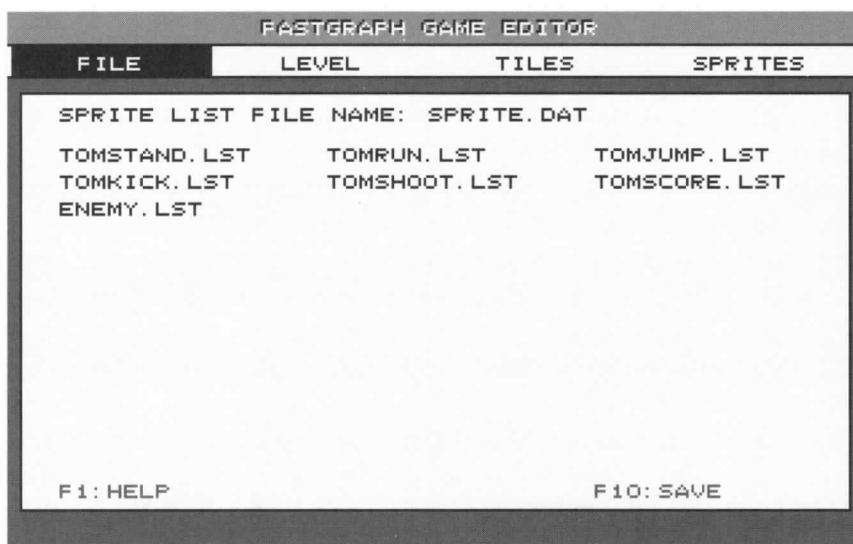 FASTGRAPH GAME EDITOR
FILE LEVEL TILES SPRITES
SPRITE LIST FILE NAME: SPRITE.DAT
TOMSTAND.LST TOMRUN.LST TOMJUMP.LST
TOMKICK.LST TOMSHOOT.LST TOMSCORE.LST
ENEMY.LST
F1:HELP F10:SAVE